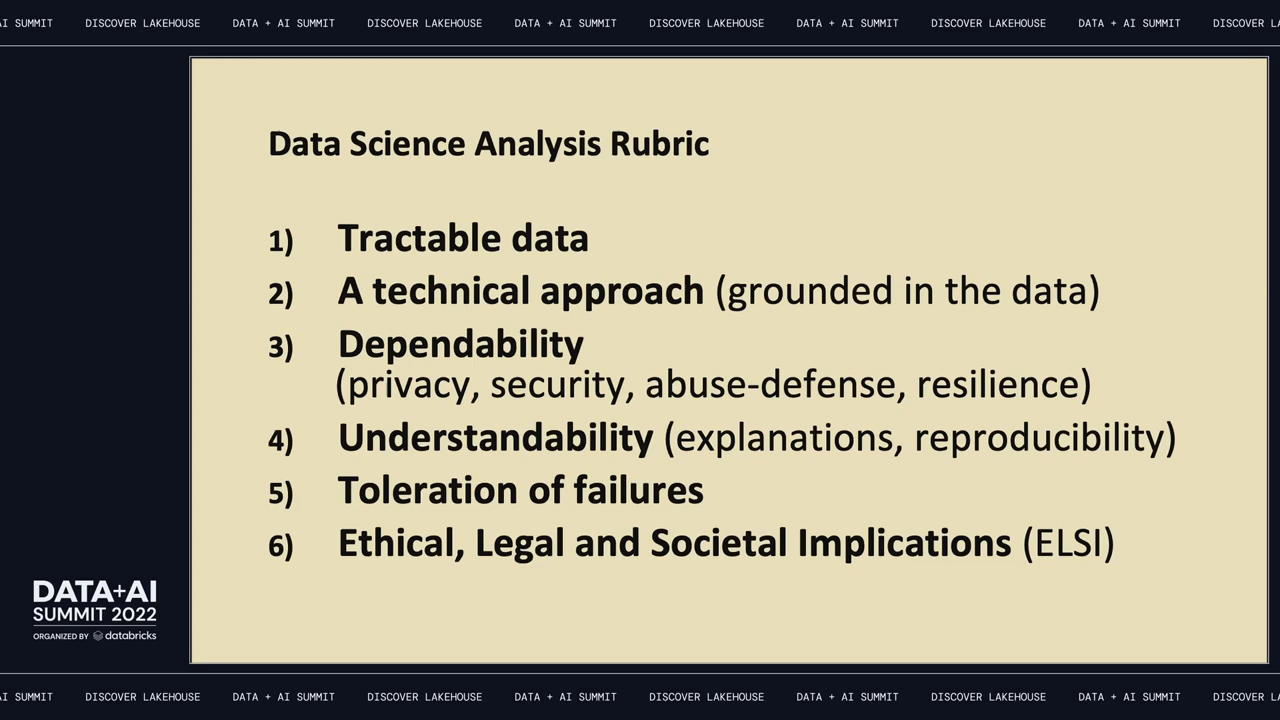 AI SUMMIT DISCOVER LAKEHOUSE DATA + AI SUMMIT DISCOVER LAKEHOUSE DATA + AI SUMMIT DISCOVER LAKEHOUSE DATA + AI SUMMIT DISCOVER LAKEHOUSE DATA + AI SUMMIT DISCOVER
Data Science Analysis Rubric
1) Tractable data
2) A technical approach (grounded in the data)
3) Dependability
(privacy, security, abuse-defense, resilience)
4) Understandability (explanations, reproducibility)
5) Toleration of failures
6) Ethical, Legal and Societal Implications (ELSI)
DATA+AI
SUMMIT 2022
ORGANIZED BY databricks
AI SUMMIT DISCOVER LAKEHOUSE DATA + AI SUMMIT DISCOVER LAKEHOUSE DATA + AI SUMMIT DISCOVER LAKEHOUSE DATA + AI SUMMIT DISCOVER LAKEHOUSE DATA + AI SUMMIT DISCOVER